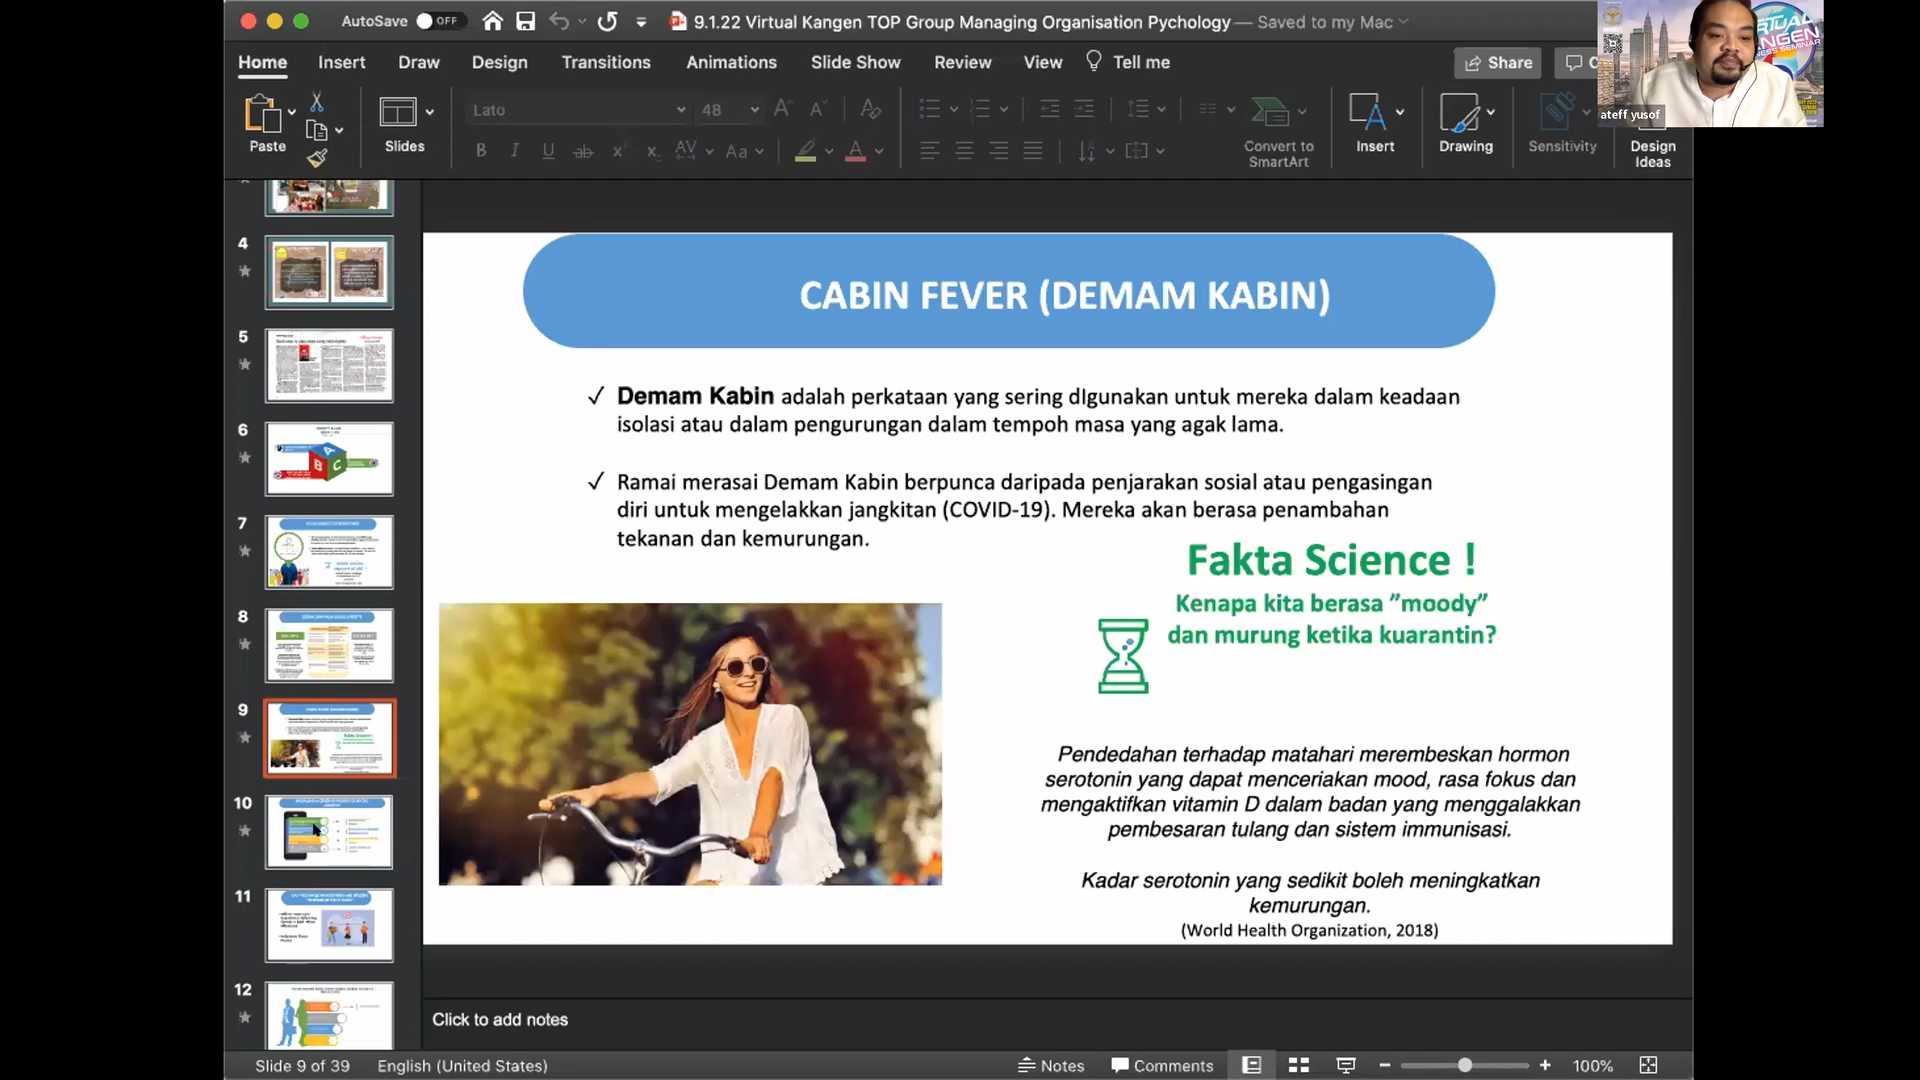 AutoSave OFF 9.1.22 Virtual Kangen TOP Group Managing Organisation Pychology — Saved to my Mac
Home Insert Draw Design Transitions Animations Slide Show Review View Tell me Share
Lato 48
Paste Slides Convert to SmartArt Insert Drawing Sensitivity Design Ideas
ateff yusof
4
5
6
7
8
9
10
11
12
CABIN FEVER (DEMAM KABIN)
✓ Demam Kabin adalah perkataan yang sering dIgunakan untuk mereka dalam keadaan
isolasi atau dalam pengurungan dalam tempoh masa yang agak lama.
✓ Ramai merasai Demam Kabin berpunca daripada penjarakan sosial atau pengasingan
diri untuk mengelakkan jangkitan (COVID-19). Mereka akan berasa penambahan
tekanan dan kemurungan.
Fakta Science !
Kenapa kita berasa ”moody”
dan murung ketika kuarantin?
Pendedahan terhadap matahari merembeskan hormon
serotonin yang dapat menceriakan mood, rasa fokus dan
mengaktifkan vitamin D dalam badan yang menggalakkan
pembesaran tulang dan sistem immunisasi.
Kadar serotonin yang sedikit boleh meningkatkan
kemurungan.
(World Health Organization, 2018)
Click to add notes
Slide 9 of 39 English (United States) Notes Comments 100%